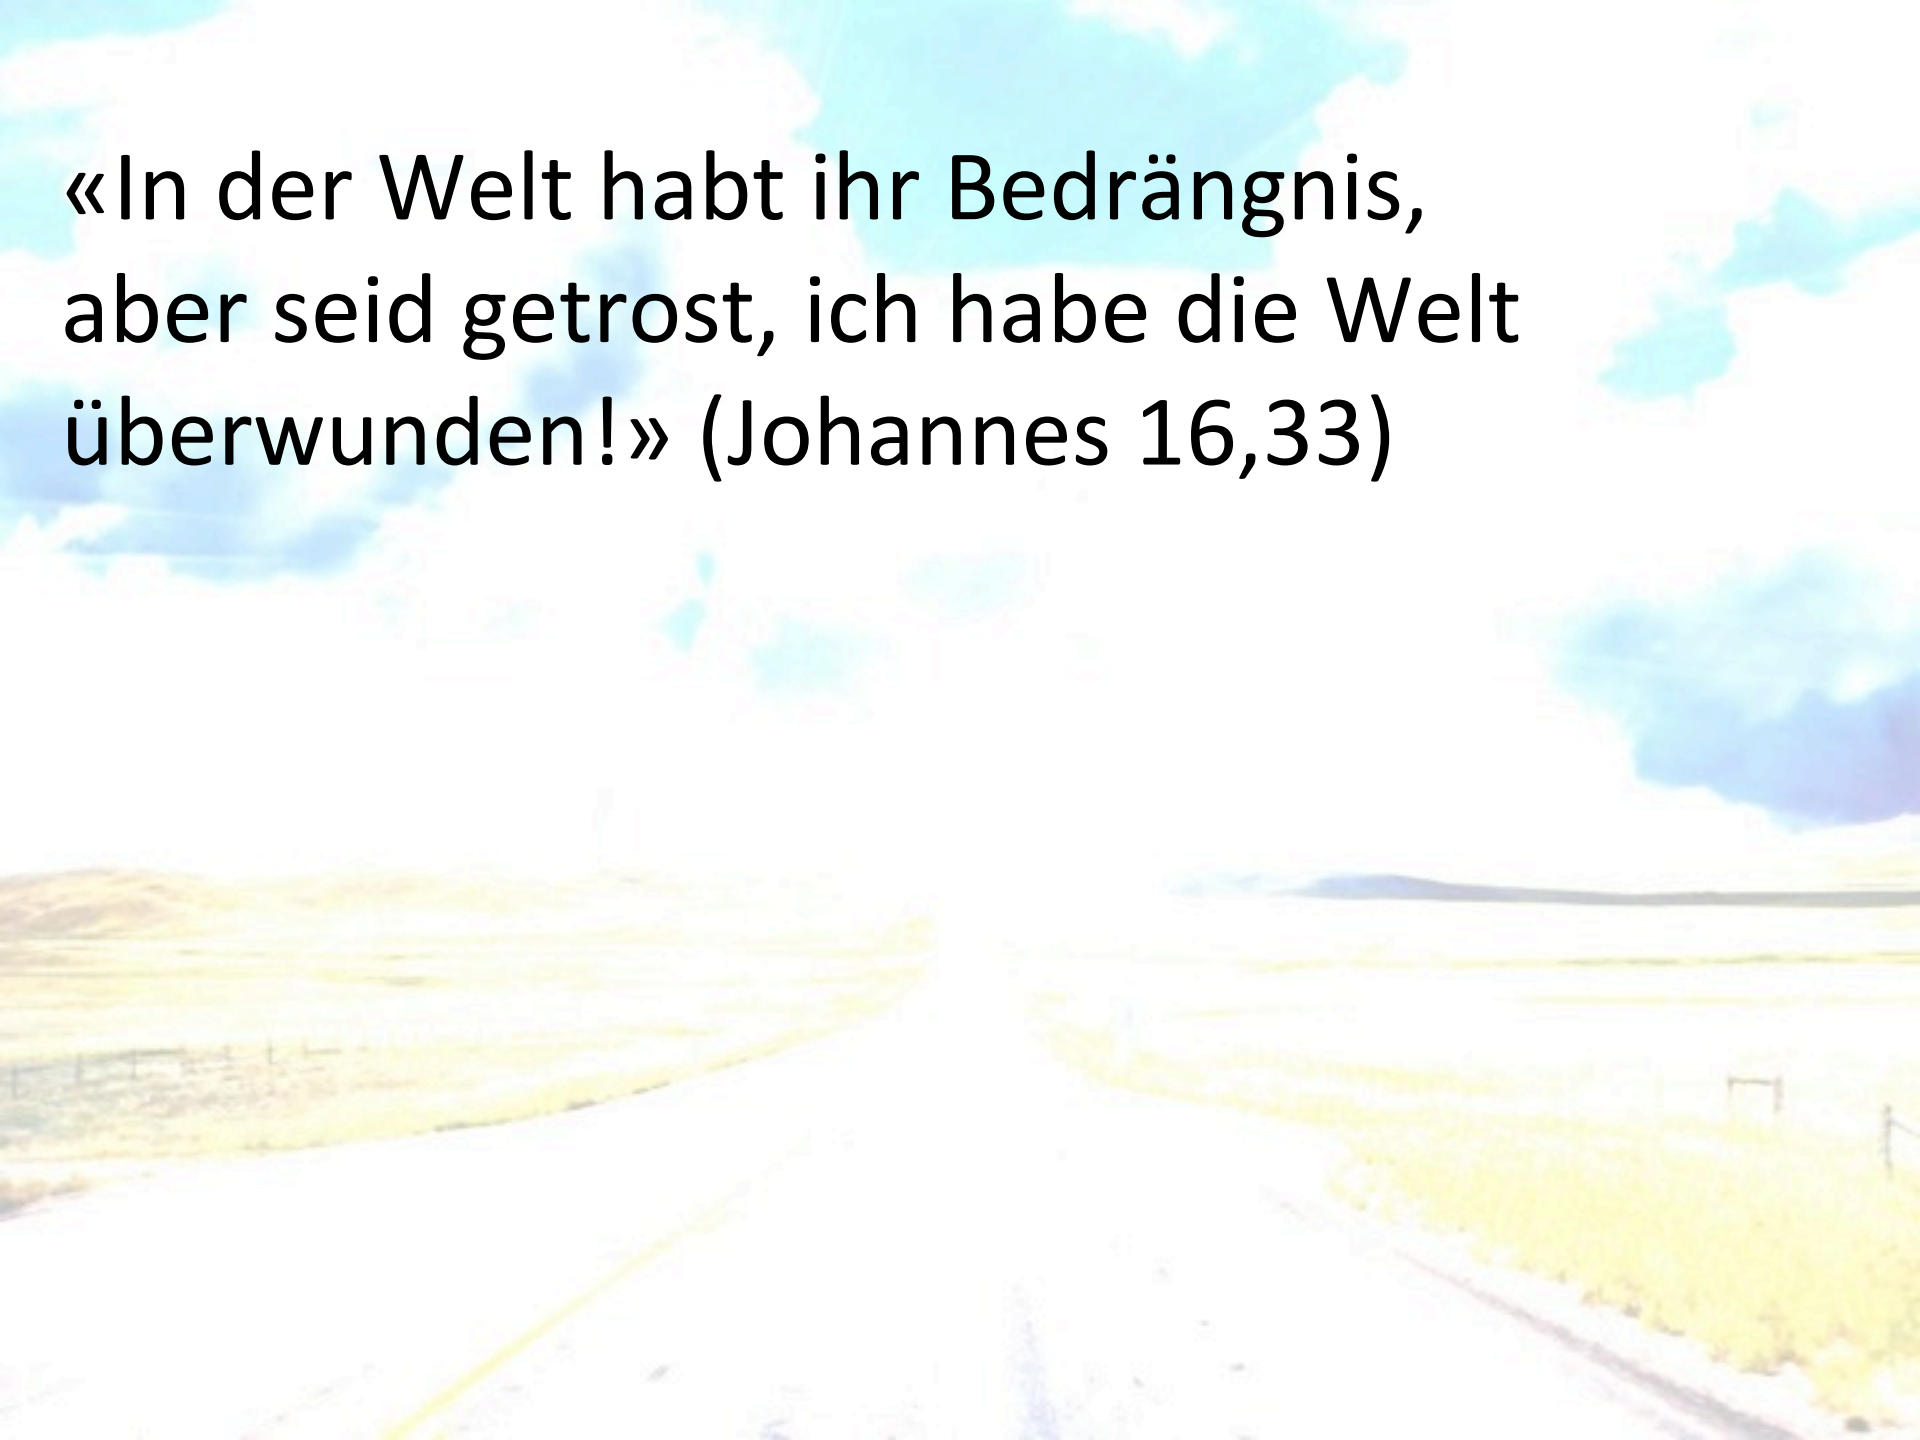 «In der Welt habt ihr Bedrängnis,
aber seid getrost, ich habe die Welt
überwunden!» (Johannes 16,33)